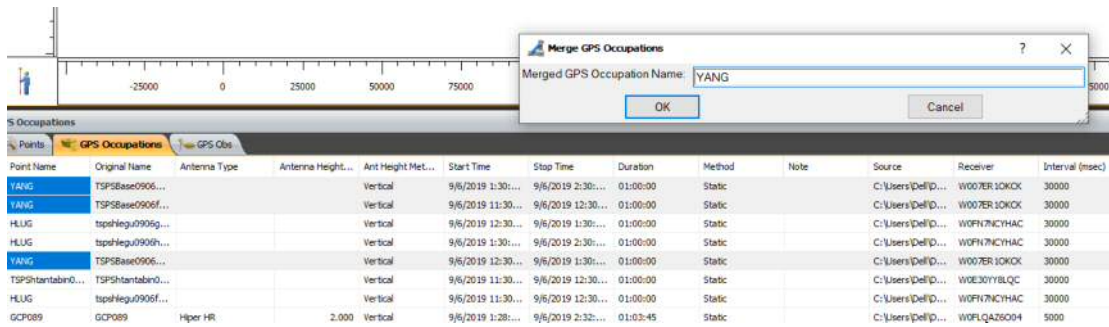 Merge GPS Occupations ? ×
Merged GPS Occupation Name: YANG
OK Cancel
-25000 0 25000 50000 75000 5000
S Occupations
Points GPS Occupations GPS Obs
Point Name Original Name Antenna Type Antenna Height... Ant Height Met... Start Time Stop Time Duration Method Note Source Receiver Interval (msec)
YANG TSPSBase0906... Vertical 9/6/2019 1:30:... 9/6/2019 2:30:... 01:00:00 Static C:\Users\Dell\D... W007ER1OKCK 30000
YANG TSPSBase0906f... Vertical 9/6/2019 11:30... 9/6/2019 12:30... 01:00:00 Static C:\Users\Dell\D... W007ER1OKCK 30000
HLUG tspshlegu0906g... Vertical 9/6/2019 12:30... 9/6/2019 1:30:... 01:00:00 Static C:\Users\Dell\D... W0FN7NCYHAC 30000
HLUG tspshlegu0906h... Vertical 9/6/2019 1:30:... 9/6/2019 2:30:... 01:00:00 Static C:\Users\Dell\D... W0FN7NCYHAC 30000
YANG TSPSBase0906... Vertical 9/6/2019 12:30... 9/6/2019 1:30:... 01:00:00 Static C:\Users\Dell\D... W007ER1OKCK 30000
TSPShtantabin0... TSPShtantabin0... Vertical 9/6/2019 11:30... 9/6/2019 12:30... 01:00:00 Static C:\Users\Dell\D... W0E30YY8LQC 30000
HLUG tspshlegu0906f... Vertical 9/6/2019 11:30... 9/6/2019 12:30... 01:00:00 Static C:\Users\Dell\D... W0FN7NCYHAC 30000
GCP089 GCP089 Hiper HR 2.000 Vertical 9/6/2019 1:28:... 9/6/2019 2:32:... 01:03:45 Static C:\Users\Dell\D... W0FLQAZ6O04 5000